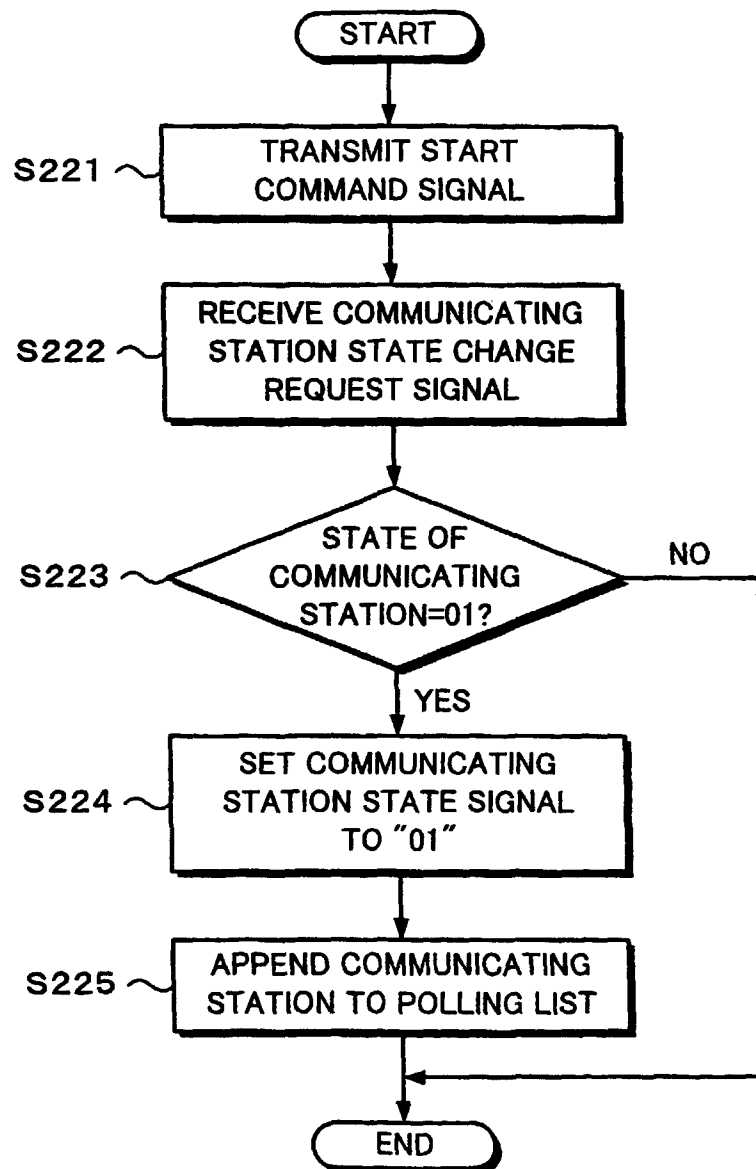 START
S221
TRANSMIT START
COMMAND SIGNAL
S222
RECEIVE COMMUNICATING
STATION STATE CHANGE
REQUEST SIGNAL
S223
STATE OF
COMMUNICATING
STATION=01?
NO
YES
S224
SET COMMUNICATING
STATION STATE SIGNAL
TO "01"
S225
APPEND COMMUNICATING
STATION TO POLLING LIST
END